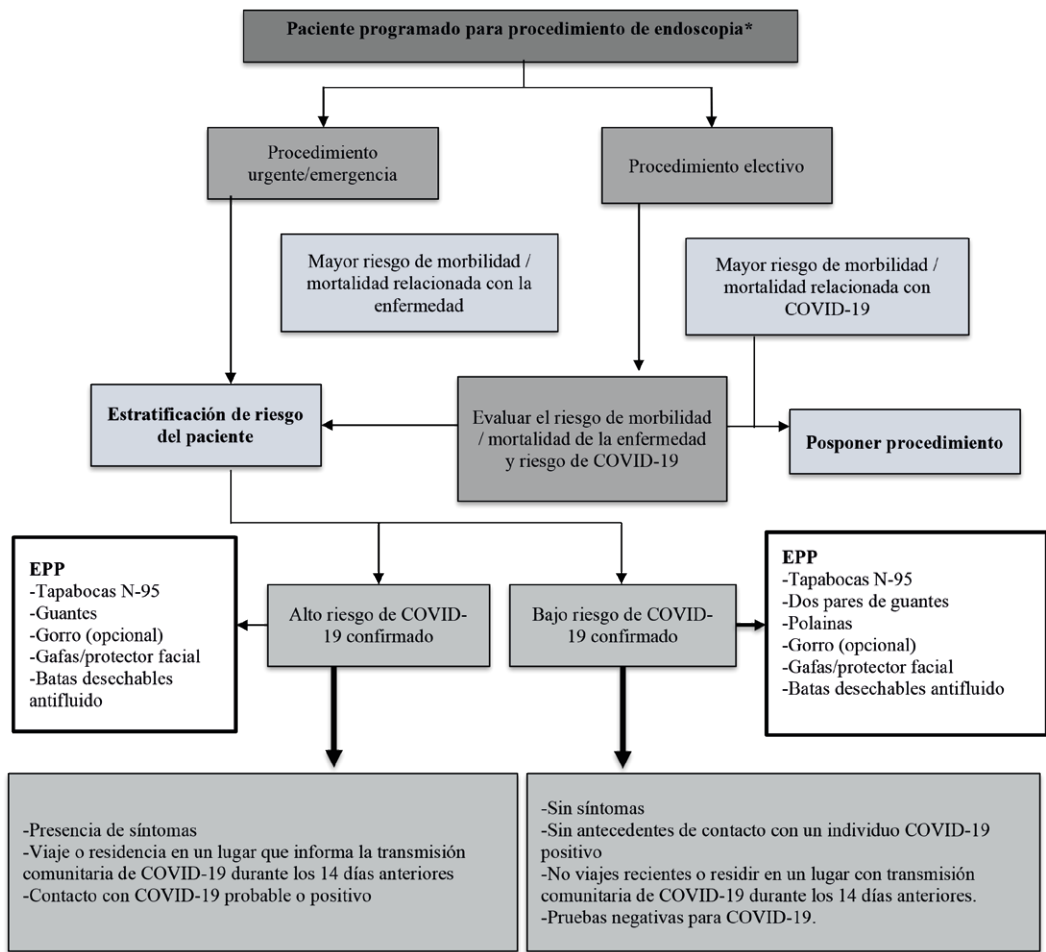 Paciente programado para procedimiento de endoscopia*
Procedimiento
urgente/emergencia
Procedimiento electivo
Mayor riesgo de morbilidad /
mortalidad relacionada con la
enfermedad
Mayor riesgo de morbilidad /
mortalidad relacionada con
COVID-19
Estratificación de riesgo
del paciente
Evaluar el riesgo de morbilidad
/ mortalidad de la enfermedad
y riesgo de COVID-19
Posponer procedimiento
EPP
-Tapabocas N-95
-Guantes
-Gorro (opcional)
-Gafas/protector facial
-Batas desechables
antifluido
Alto riesgo de COVID-
19 confirmado
Bajo riesgo de COVID-
19 confirmado
EPP
-Tapabocas N-95
-Dos pares de guantes
-Polainas
-Gorro (opcional)
-Gafas/protector facial
-Batas desechables antifluido
-Presencia de síntomas
-Viaje o residencia en un lugar que informa la transmisión
comunitaria de COVID-19 durante los 14 días anteriores
-Contacto con COVID-19 probable o positivo
-Sin síntomas
-Sin antecedentes de contacto con un individuo COVID-19
positivo
-No viajes recientes o residir en un lugar con transmisión
comunitaria de COVID-19 durante los 14 días anteriores.
-Pruebas negativas para COVID-19.